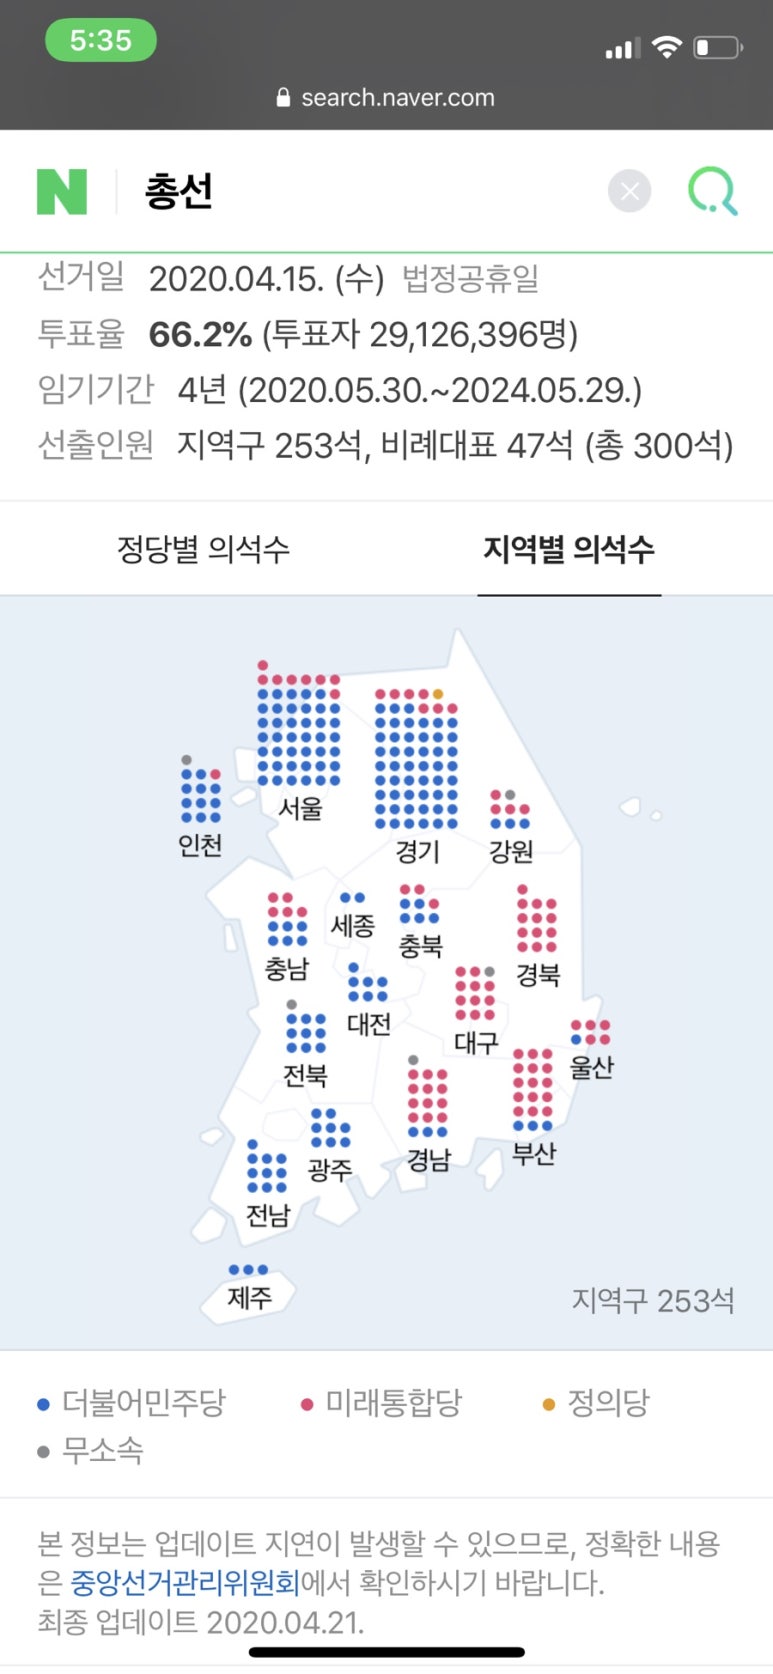 5:35
search.naver.com
N 총선
선거일 2020.04.15. (수) 법정공휴일
투표율 66.2% (투표자 29,126,396명)
임기기간 4년 (2020.05.30.~2024.05.29.)
선출인원 지역구 253석, 비례대표 47석 (총 300석)
정당별 의석수 지역별 의석수
서울
인천
경기
강원
세종
충북
충남
경북
대전
대구
전북
울산
광주
경남
부산
전남
제주
지역구 253석
더불어민주당 미래통합당 정의당
무소속
본 정보는 업데이트 지연이 발생할 수 있으므로, 정확한 내용
은 중앙선거관리위원회에서 확인하시기 바랍니다.
최종 업데이트 2020.04.21.